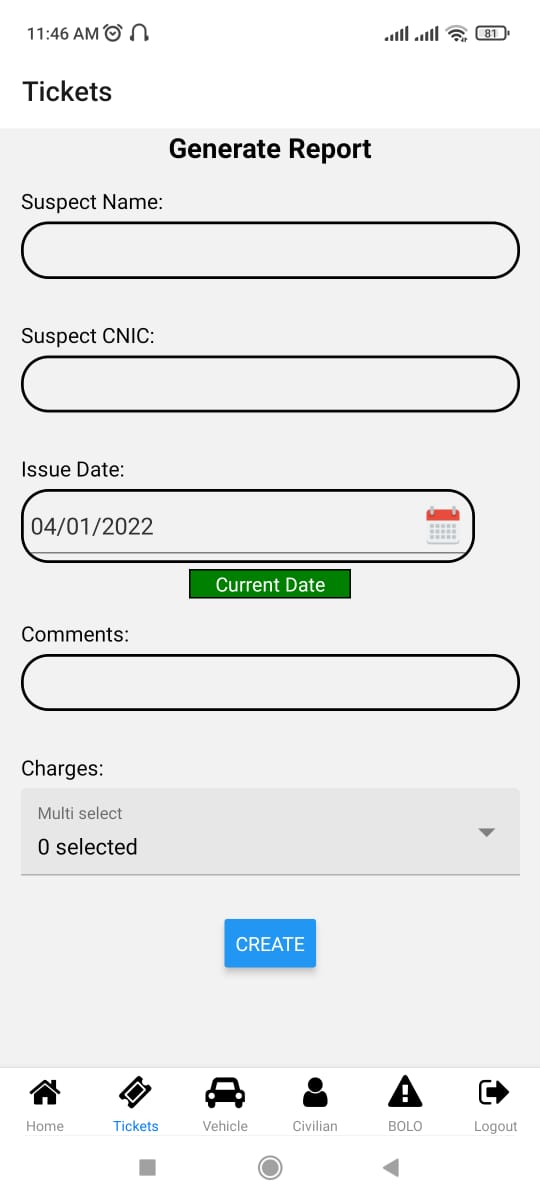 11:46 AM 81
Tickets
Generate Report
Suspect Name:
Suspect CNIC:
Issue Date:
04/01/2022
Current Date
Comments:
Charges:
Multi select
0 selected
CREATE
Home Tickets Vehicle Civilian BOLO Logout